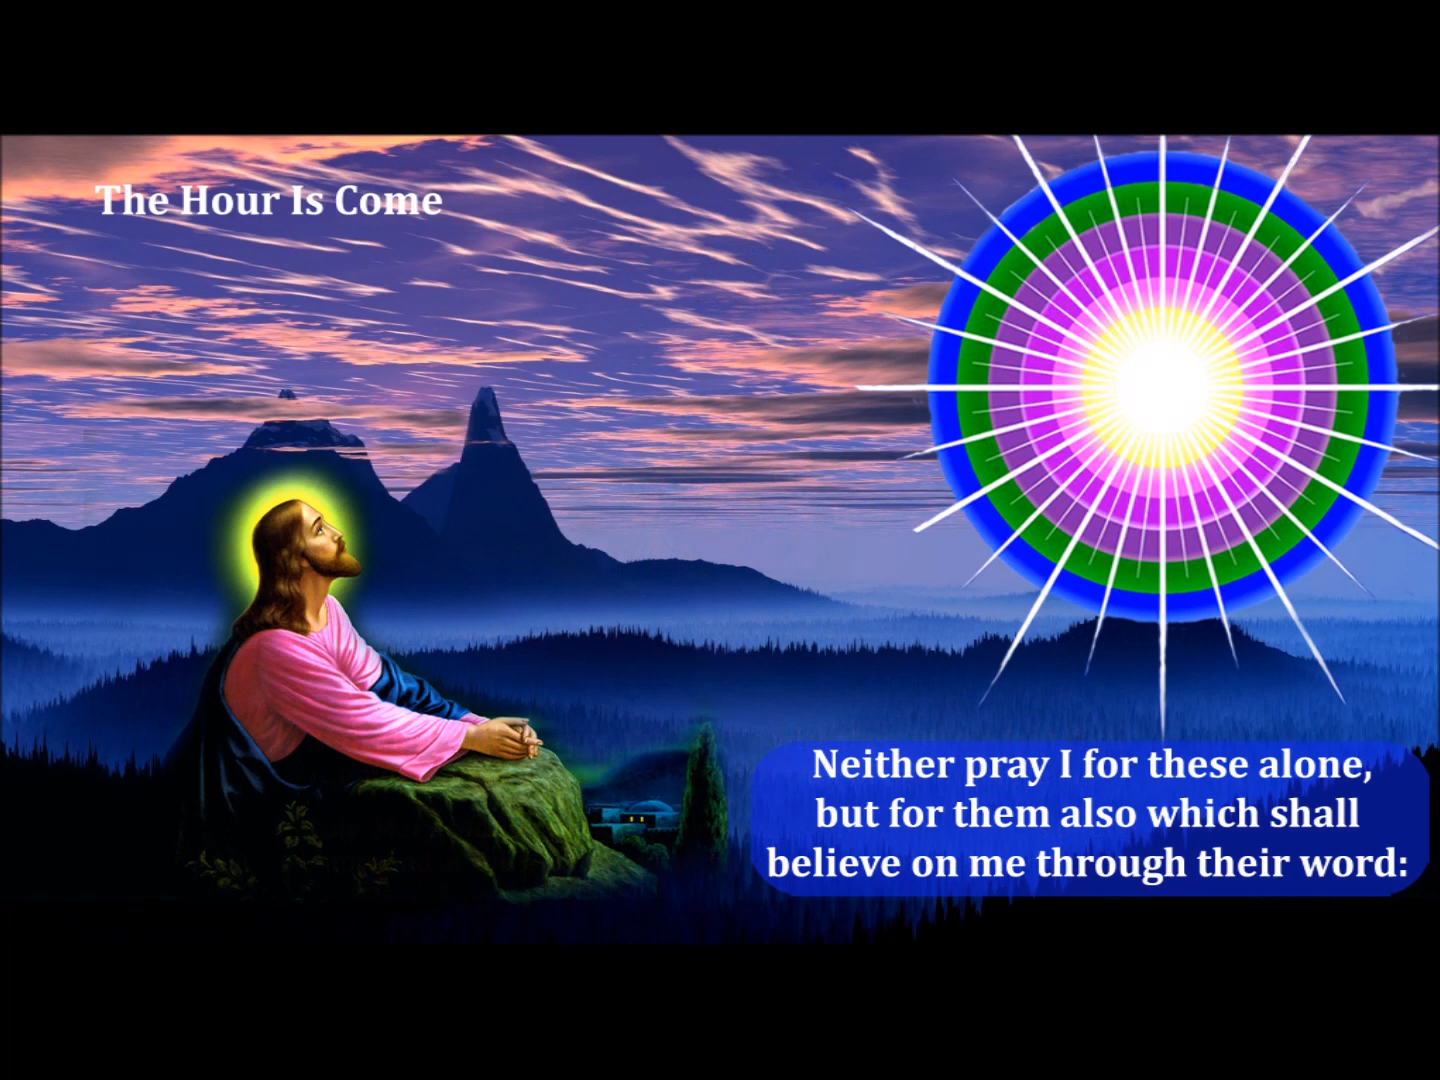 The Hour Is Come
Neither pray I for these alone,
but for them also which shall
believe on me through their word: